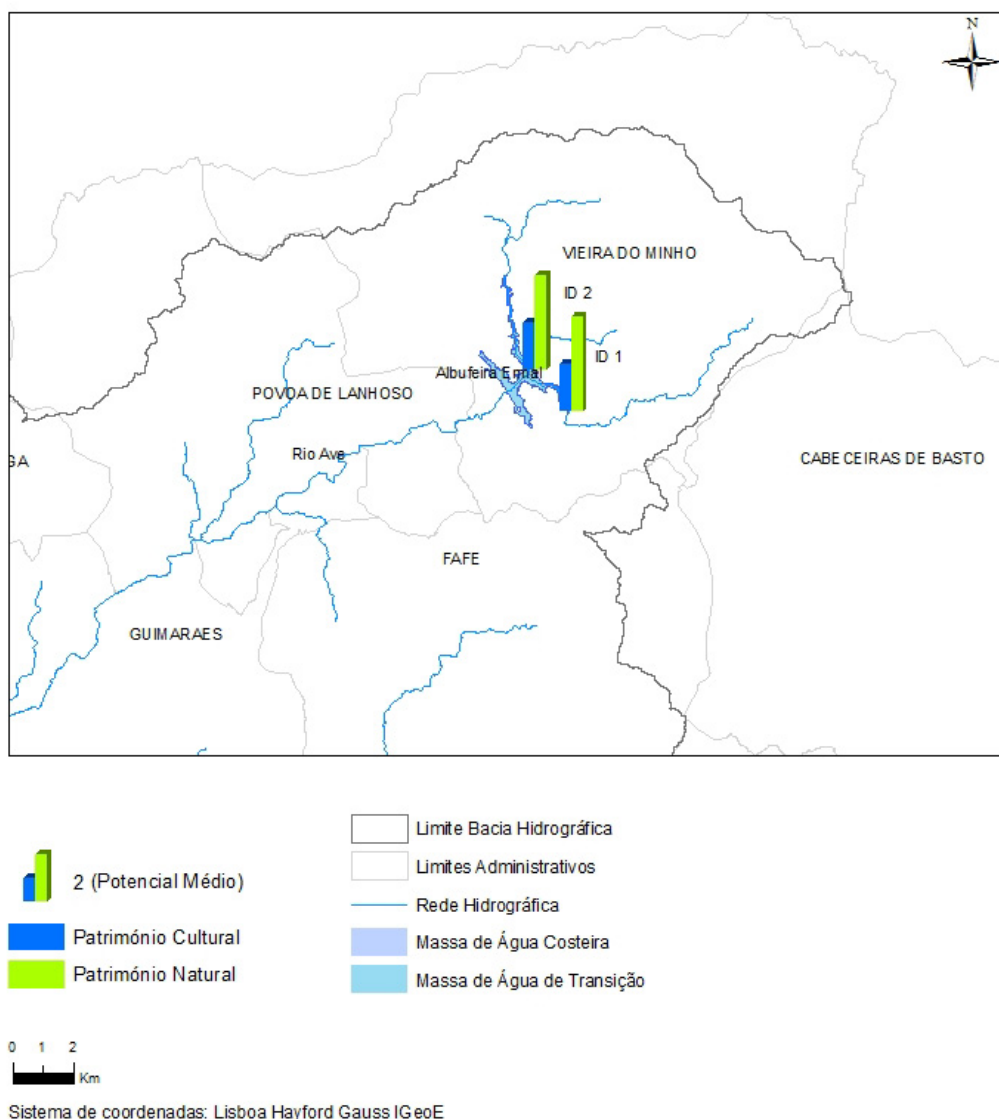 N
VIEIRA DO MINHO
ID 2
ID 1
Albufeira Ermal
POVOA DE LANHOSO
Rio Ave
GA
CABECEIRAS DE BASTO
FAFE
GUIMARAES
2 (Potencial Médio)
Património Cultural
Património Natural
Limite Bacia Hidrográfica
Limites Administrativos
Rede Hidrográfica
Massa de Água Costeira
Massa de Água de Transição
0 1 2
Km
Sistema de coordenadas: Lisboa Hayford Gauss IGeoE